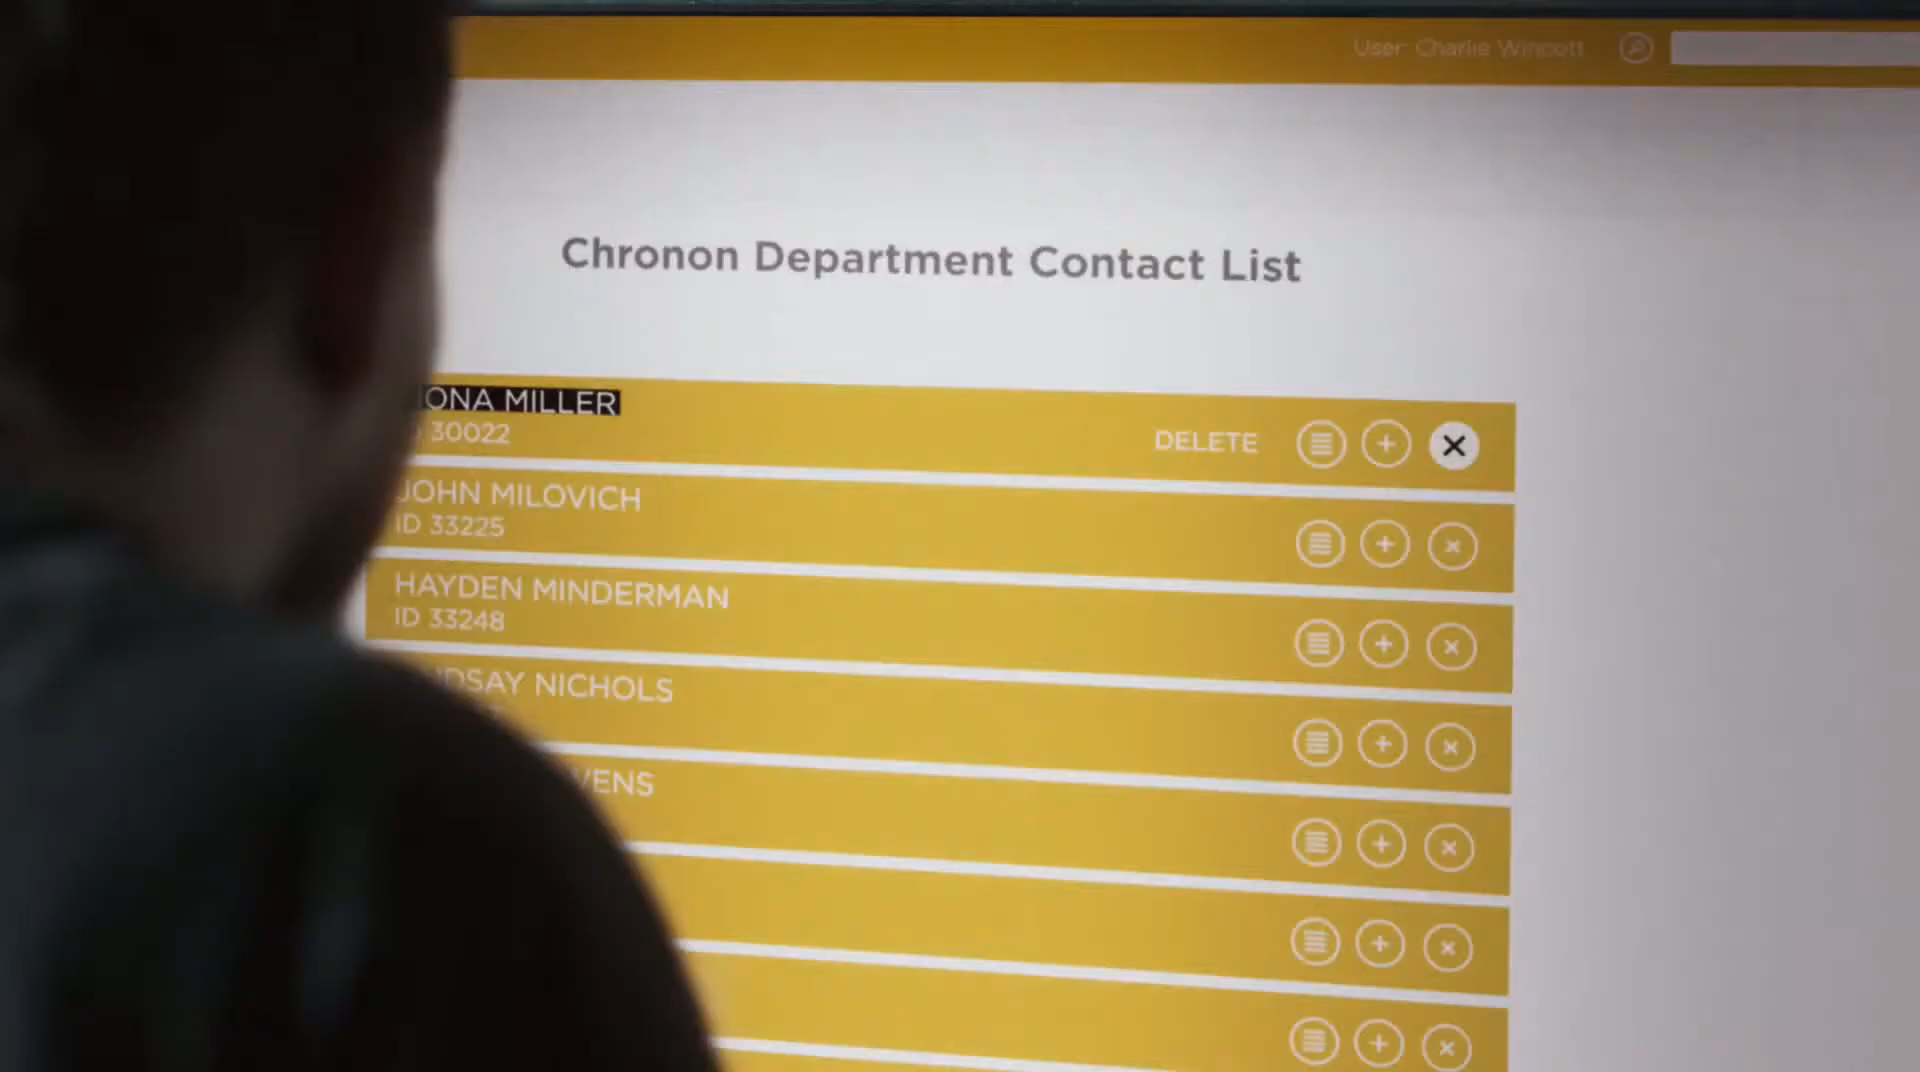 User: Charlie Wincott
Chronon Department Contact List
IONA MILLER
30022
DELETE
JOHN MILOVICH
ID 33225
HAYDEN MINDERMAN
ID 33248
DSAY NICHOLS
VENS